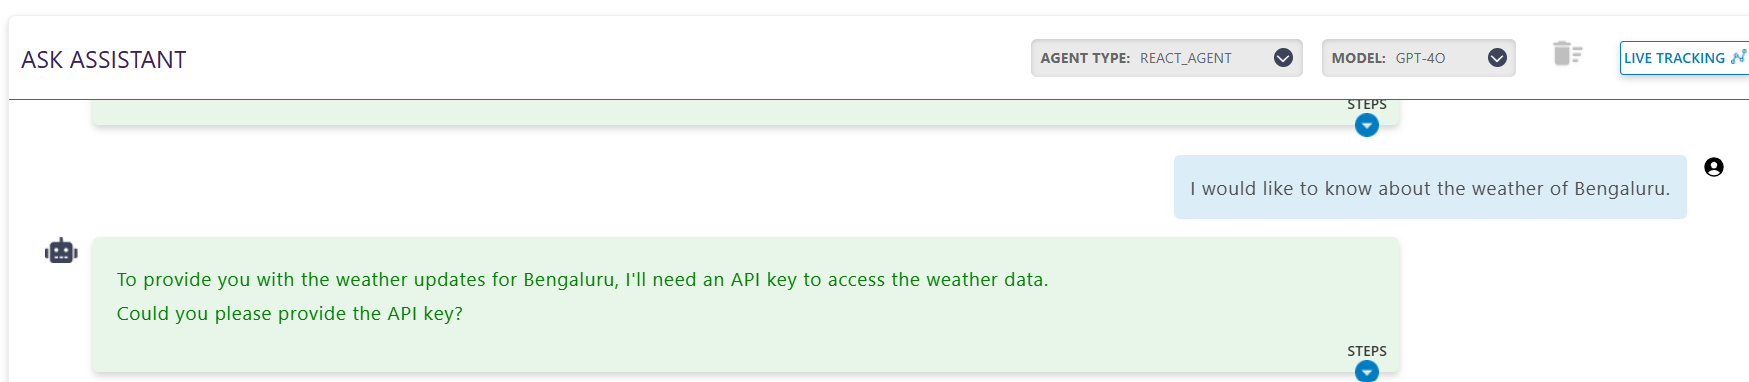 ASK ASSISTANT
AGENT TYPE: REACT_AGENT
MODEL: GPT-4O
LIVE TRACKING
STEPS
I would like to know about the weather of Bengaluru.
To provide you with the weather updates for Bengaluru, I'll need an API key to access the weather data.
Could you please provide the API key?
STEPS